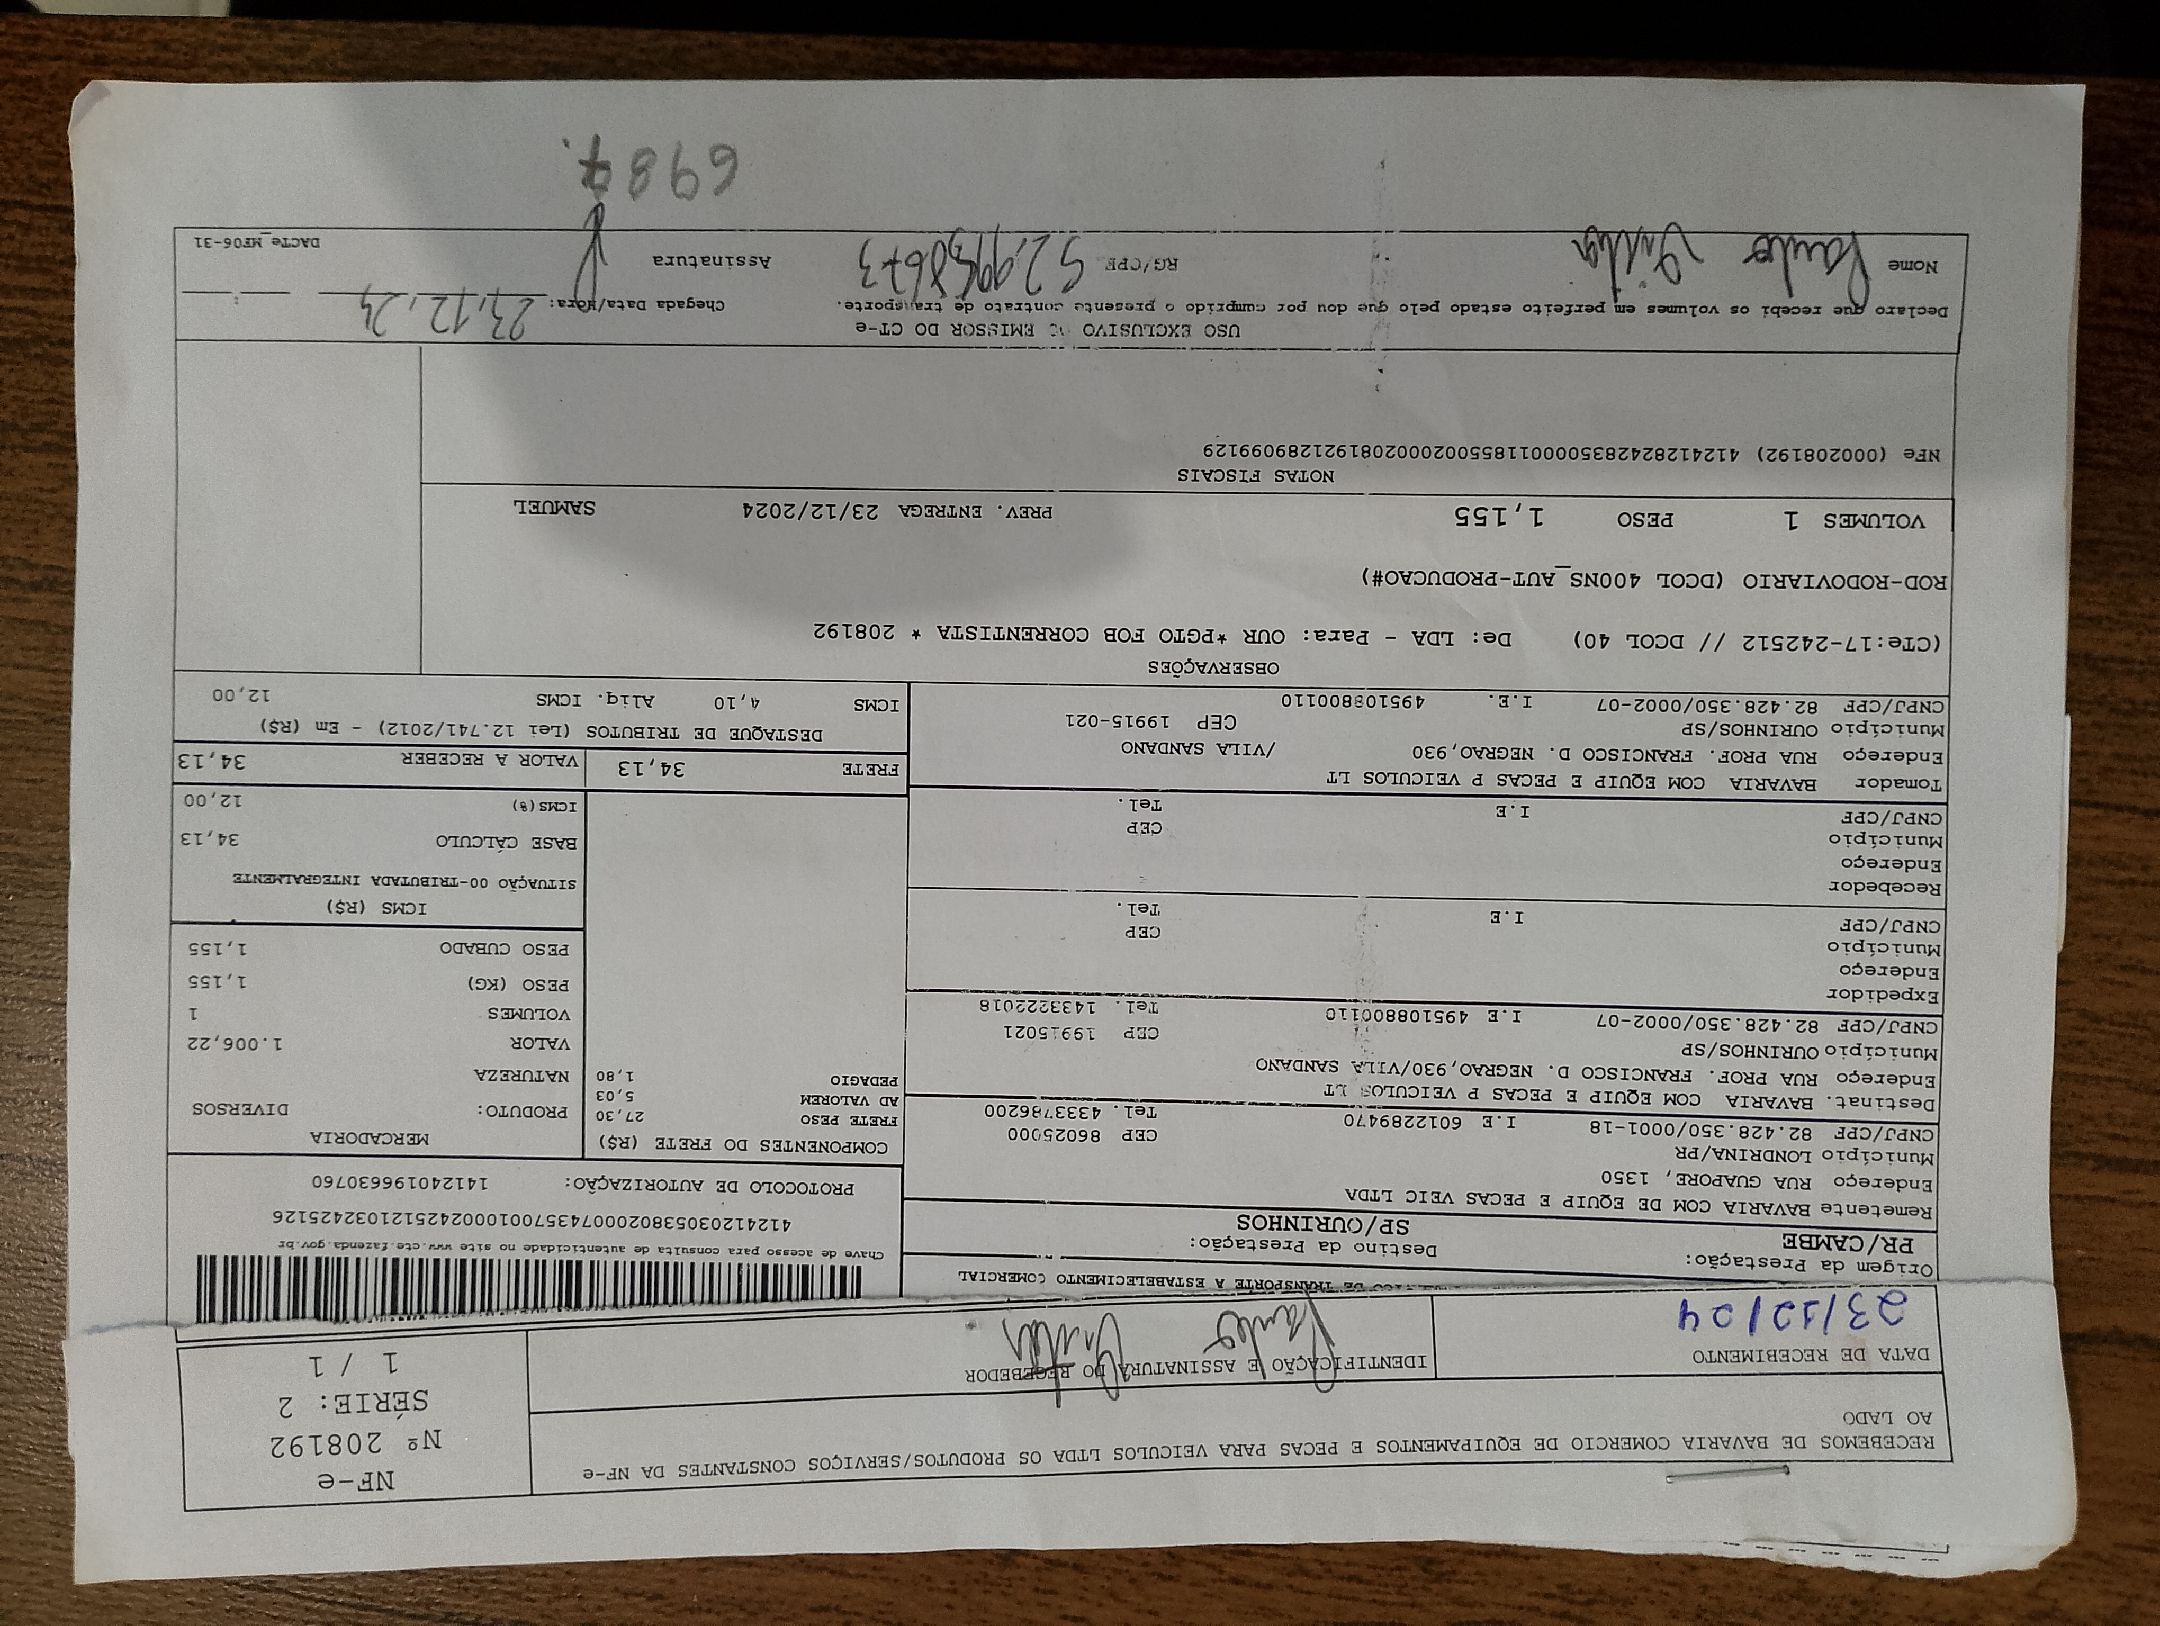 RECEBEMOS DE BAVARIA COMERCIO DE EQUIPAMENTOS E PECAS PARA VEICULOS LTDA OS PRODUTOS/SERVIÇOS CONSTANTES DA NF-e
AO LADO
NF-e
Nº 208192
SÉRIE: 2
1 / 1
DATA DE RECEBIMENTO
23/12/24
IDENTIFICAÇÃO E ASSINATURA DO RECEBEDOR
DE TRANSPORTE A ESTABELECIMENTO COMERCIAL
Origem da Prestação:
PR/CAMBE
Destino da Prestação:
SP/OURINHOS
Chave de acesso para consulta de autenticidade no site www.cte.fazenda.gov.br
41241203053802000743570010002425121032425126
PROTOCOLO DE AUTORIZAÇÃO: 141240196630760
Remetente BAVARIA COM DE EQUIP E PECAS VEIC LTDA
Endereço RUA GUAPORE, 1350
Município LONDRINA/PR CEP 86025000
CNPJ/CPF 82.428.350/0001-18 I.E 6012289470 Tel. 4333786200
Destinat. BAVARIA COM EQUIP E PECAS P VEICULOS LT
Endereço RUA PROF. FRANCISCO D. NEGRAO,930/VILA SANDANO
Município OURINHOS/SP CEP 19915021
CNPJ/CPF 82.428.350/0002-07 I.E 495108800110 Tel. 1433222018
Expedidor
Endereço
Município CEP
CNPJ/CPF I.E Tel.
Recebedor
Endereço
Município CEP
CNPJ/CPF I.E Tel.
Tomador BAVARIA COM EQUIP E PECAS P VEICULOS LT
Endereço RUA PROF. FRANCISCO D. NEGRAO,930 /VILA SANDANO
Município OURINHOS/SP CEP 19915-021
CNPJ/CPF 82.428.350/0002-07 I.E. 495108800110
COMPONENTES DO FRETE (R$)
FRETE PESO 27,30
AD VALOREM 5,03
PEDAGIO 1,80
MERCADORIA
PRODUTO: DIVERSOS
NATUREZA
VALOR 1.006,22
VOLUMES 1
PESO (KG) 1,155
PESO CUBADO 1,155
ICMS (R$)
SITUAÇÃO 00-TRIBUTADA INTEGRALMENTE
BASE CÁLCULO 34,13
ICMS(%) 12,00
FRETE 34,13 VALOR A RECEBER 34,13
DESTAQUE DE TRIBUTOS (Lei 12.741/2012) - Em (R$)
ICMS 4,10 Aliq. ICMS 12,00
OBSERVAÇÕES
(CTe:17-242512 // DCOL 40) De: LDA - Para: OUR *PGTO FOB CORRENTISTA * 208192
ROD-RODOVIARIO (DCOL 400NS_AUT-PRODUCAO#)
VOLUMES 1 PESO 1,155 PREV. ENTREGA 23/12/2024 SAMUEL
NOTAS FISCAIS
NFe (000208192) 41241282428350000118550020002081921289099129
USO EXCLUSIVO DO EMISSOR DO CT-e
Declaro que recebi os volumes em perfeito estado pelo que dou por cumprido o presente contrato de transporte. Chegada Data/Hora: 23,12,24
Nome RG/CPF Assinatura
DACTe_MF06-31
6987.